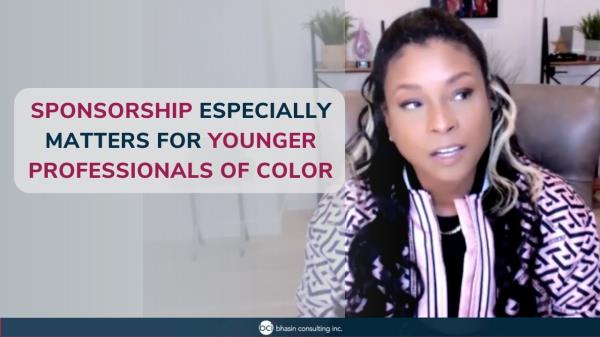 SPONSORSHIP ESPECIALLY
MATTERS FOR YOUNGER
PROFESSIONALS OF COLOR
bci bhasin consulting inc.